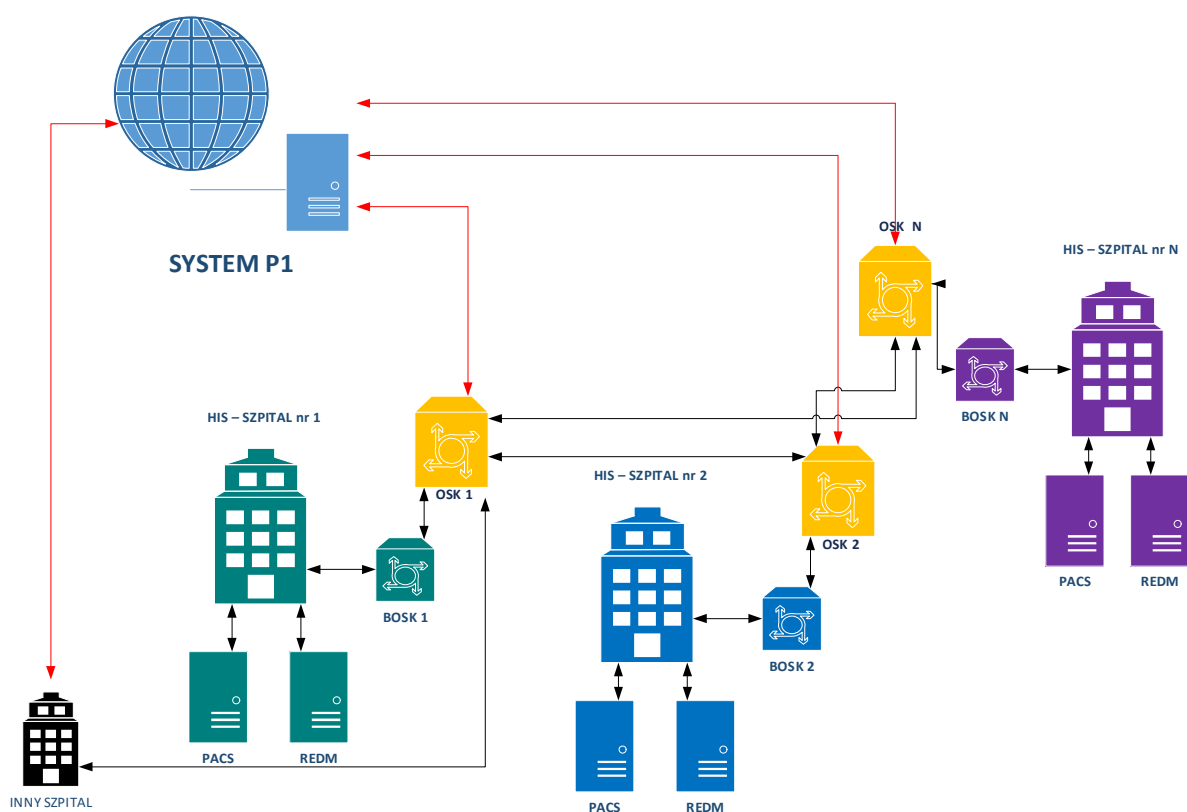 SYSTEM P1
OSK N
HIS – SZPITAL nr N
BOSK N
HIS – SZPITAL nr 1
OSK 1
HIS – SZPITAL nr 2
OSK 2
PACS
REDM
BOSK 1
BOSK 2
PACS
REDM
INNY SZPITAL
PACS
REDM